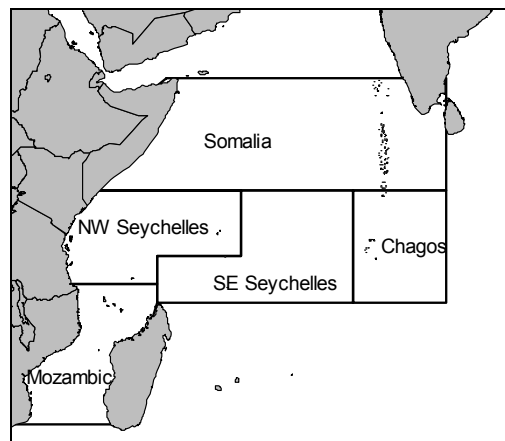 Somalia
NW Seychelles
Chagos
SE Seychelles
Mozambic